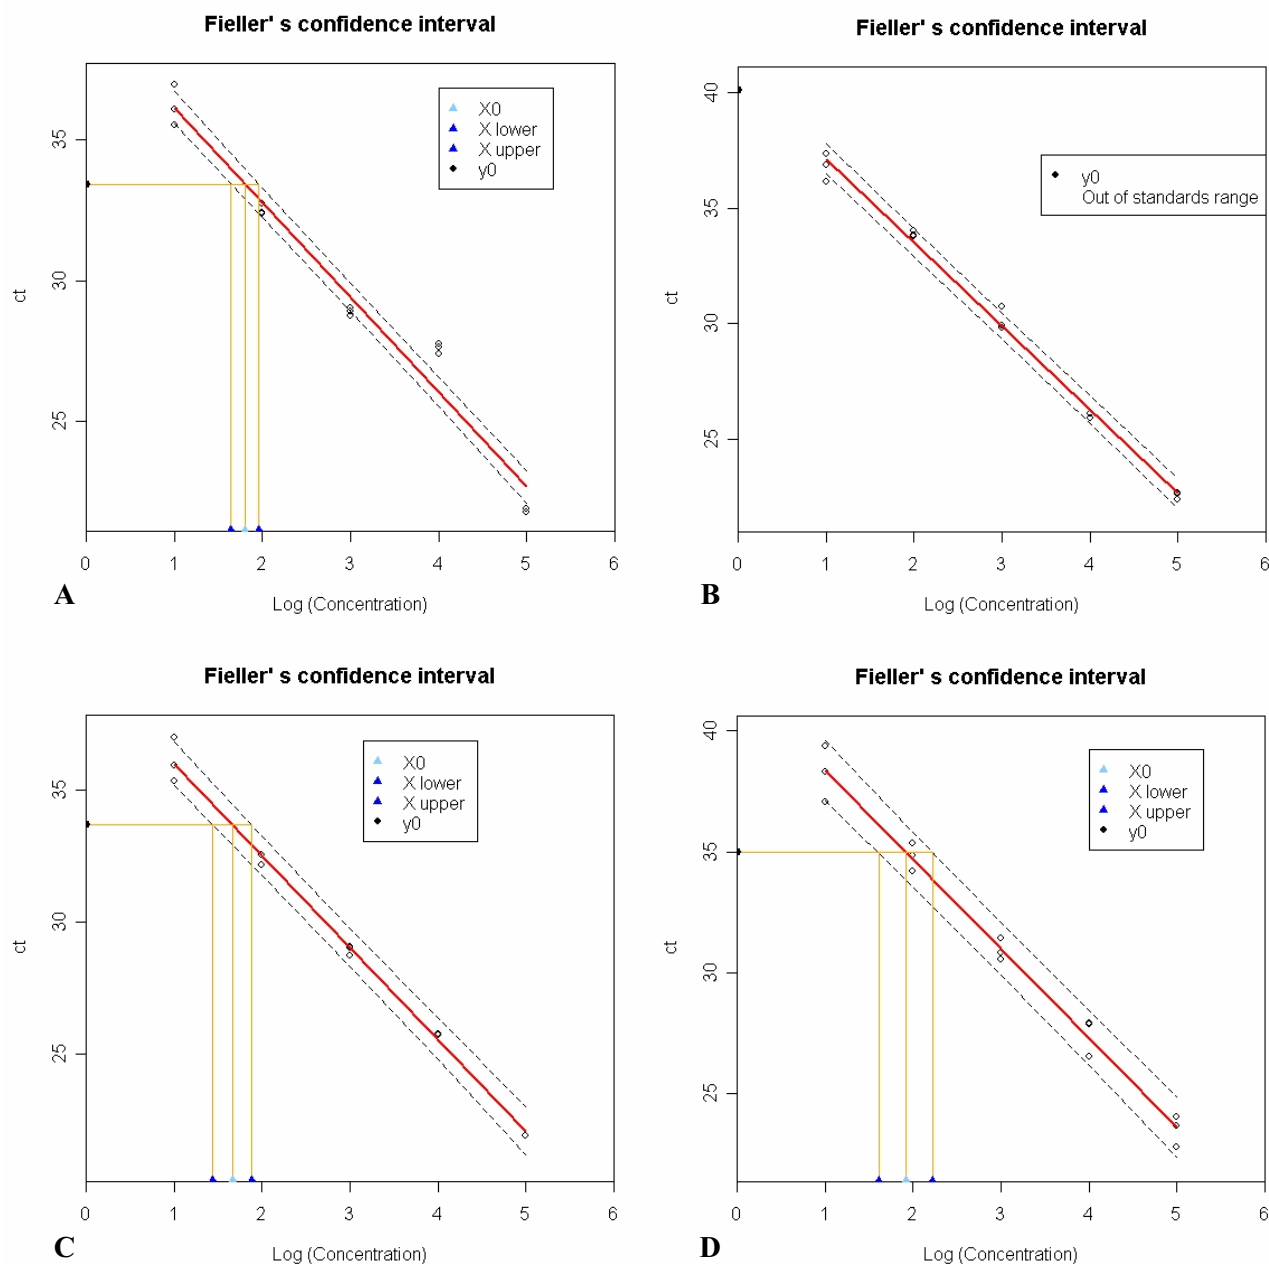 Fieller' s confidence interval
35
30
25
ct
X0
X lower
X upper
y0
0 1 2 3 4 5 6
Log (Concentration)
A
Fieller' s confidence interval
40
35
30
25
ct
y0
Out of standards range
0 1 2 3 4 5 6
Log (Concentration)
B
Fieller' s confidence interval
35
30
25
ct
X0
X lower
X upper
y0
0 1 2 3 4 5 6
Log (Concentration)
C
Fieller' s confidence interval
40
35
30
25
ct
X0
X lower
X upper
y0
0 1 2 3 4 5 6
Log (Concentration)
D